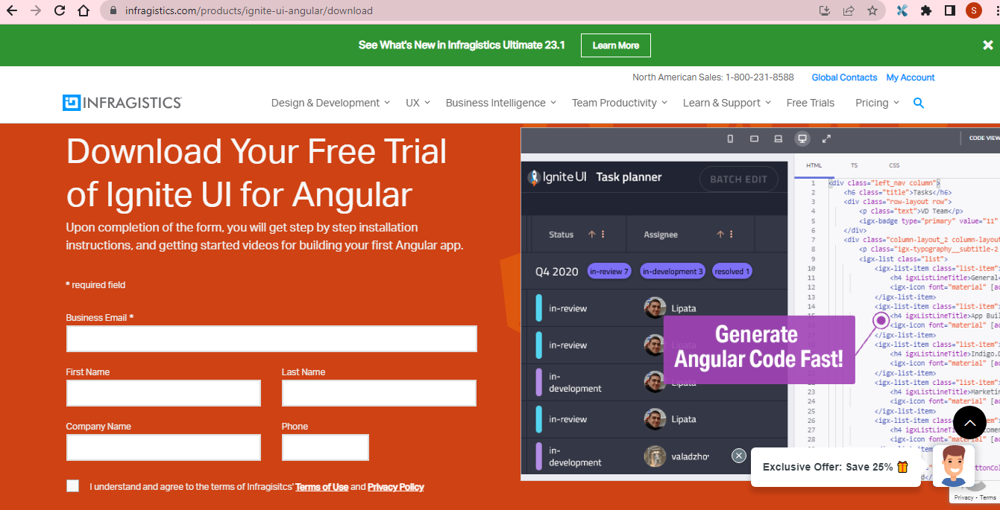 infragistics.com/products/ignite-ui-angular/download
S
See What's New in Infragistics Ultimate 23.1
Learn More
North American Sales: 1-800-231-8588
Global Contacts
My Account
INFRAGISTICS
Design & Development
UX
Business Intelligence
Team Productivity
Learn & Support
Free Trials
Pricing
Download Your Free Trial
of Ignite UI for Angular
Upon completion of the form, you will get step by step installation
instructions, and getting started videos for building your first Angular app.
* required field
Business Email *
First Name
Last Name
Company Name
Phone
I understand and agree to the terms of Infragisitcs' Terms of Use and Privacy Policy
CODE VIEW
Ignite UI
Task planner
BATCH EDIT
Status
Assignee
Q4 2020
in-review 7
in-development 3
resolved 1
in-review
Lipata
in-review
Lipata
in-
development
Lipata
in-review
Lipata
in-
development
valadzhov
Generate
Angular Code Fast!
HTML
TS
CSS
1 <div class="left_nav column">
2 <h6 class="title">Tasks</h6>
3 <div class="row-layout row">
4 <p class="text">VD Team</p>
5 <igx-badge type="primary" value="11"
6 </div>
7 <div class="column-layout_2 column-layout
8 <p class="igx-typography__subtitle-2
9 <igx-list class="list">
10 <igx-list-item class="list-item">
11 <h4 igxListLineTitle>General<
12 <igx-icon font="material" [ac
13 </igx-list-item>
14 <igx-list-item class="list-item">
<h4 igxListLineTitle>App Buil
<igx-icon font="material" [ac
</igx-list-item>
<igx-list-item class="list-item">
<h4 igxListLineTitle>Indigo.D
<igx-icon font="material" [ac
</igx-list-item>
<igx-list-item class="list-item">
23 <h4 igxListLineTitle>Marketin
24 <igx-icon font="material" [ac
25 </igx-list-item>
26 <igx-list-item class="list-item">
27 <h4 igxListLineTi
28 <igx-icon font="mate
Exclusive Offer: Save 25%
Privacy - Terms